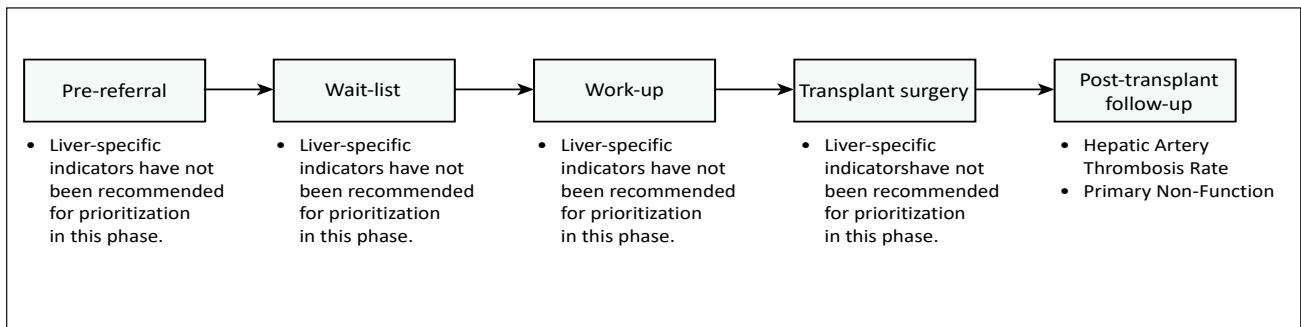 Pre-referral
Wait-list
Work-up
Transplant surgery
Post-transplant
follow-up
• Liver-specific
indicators have not
been recommended
for prioritization
in this phase.
• Liver-specific
indicators have not
been recommended
for prioritization
in this phase.
• Liver-specific
indicators have not
been recommended
for prioritization
in this phase.
• Liver-specific
indicatorshave not
been recommended
for prioritization
in this phase.
• Hepatic Artery
Thrombosis Rate
• Primary Non-Function